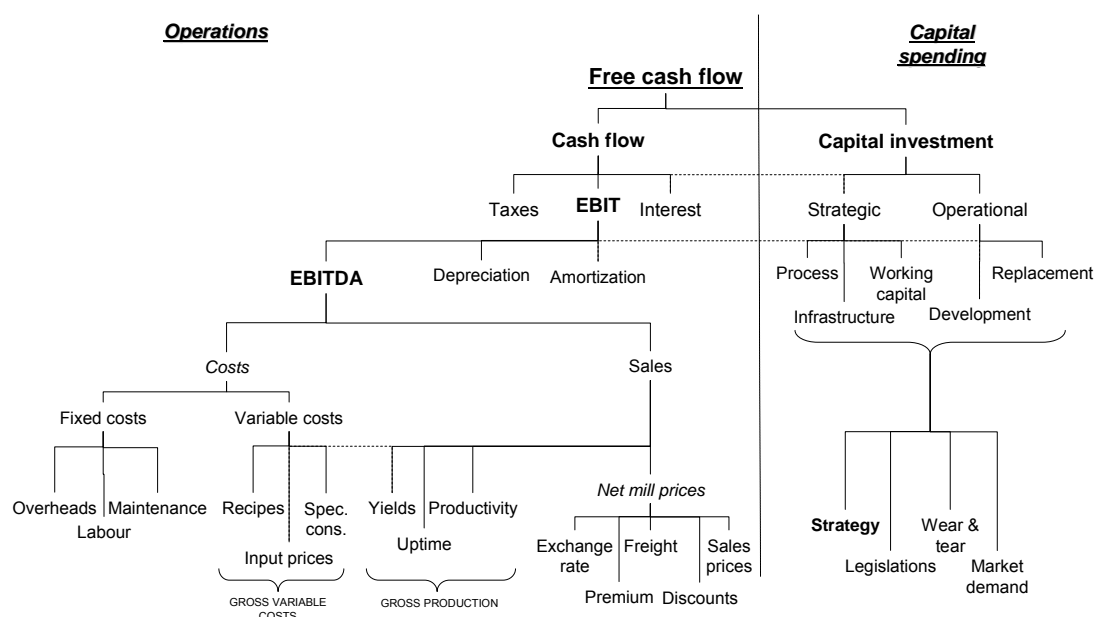 Operations
Capital
spending
Free cash flow
Cash flow
Capital investment
Taxes
EBIT
Interest
Strategic
Operational
EBITDA
Depreciation
Amortization
Process
Working
capital
Replacement
Infrastructure
Development
Costs
Sales
Fixed costs
Variable costs
Overheads
Maintenance
Labour
Recipes
Spec.
cons.
Input prices
Yields
Productivity
Uptime
Net mill prices
Exchange
rate
Freight
Sales
prices
Premium
Discounts
Strategy
Wear &
tear
Legislations
Market
demand
GROSS VARIABLE
COSTS
GROSS PRODUCTION